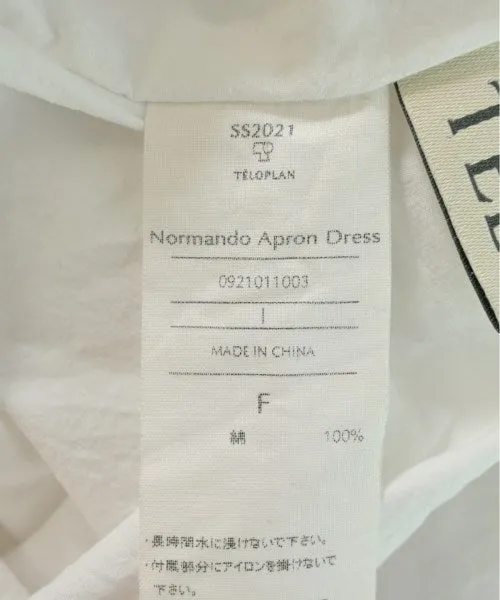 SS2021
TÉLOPLAN
Normando Apron Dress
0921011003
I
MADE IN CHINA
F
綿 100%
・長時間水に浸けないで下さい。
・付属部分にアイロンを掛けないで
下さい。
TEL